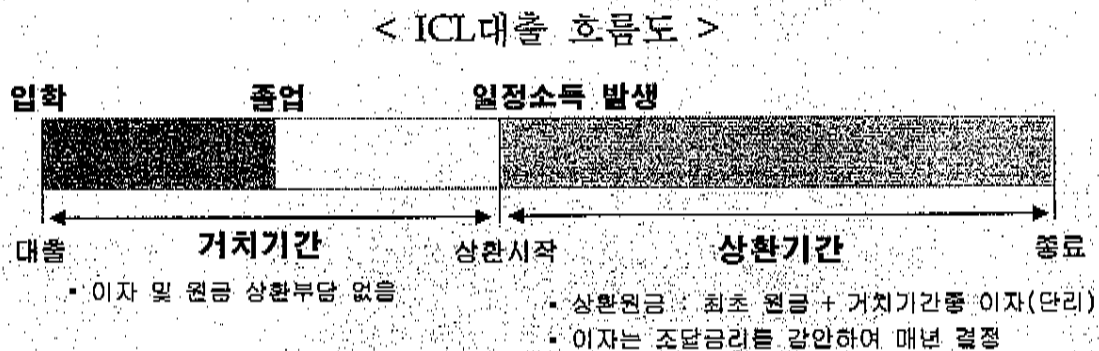 < ICL대출 흐름도 >
입학 졸업 일정소득 발생
대출 거치기간 상환시작 상환기간 종료
▪ 이자 및 원금 상환부담 없음
▪ 상환원금 : 최초 원금 + 거치기간중 이자(단리)
▪ 이자는 조달금리를 감안하여 매년 결정